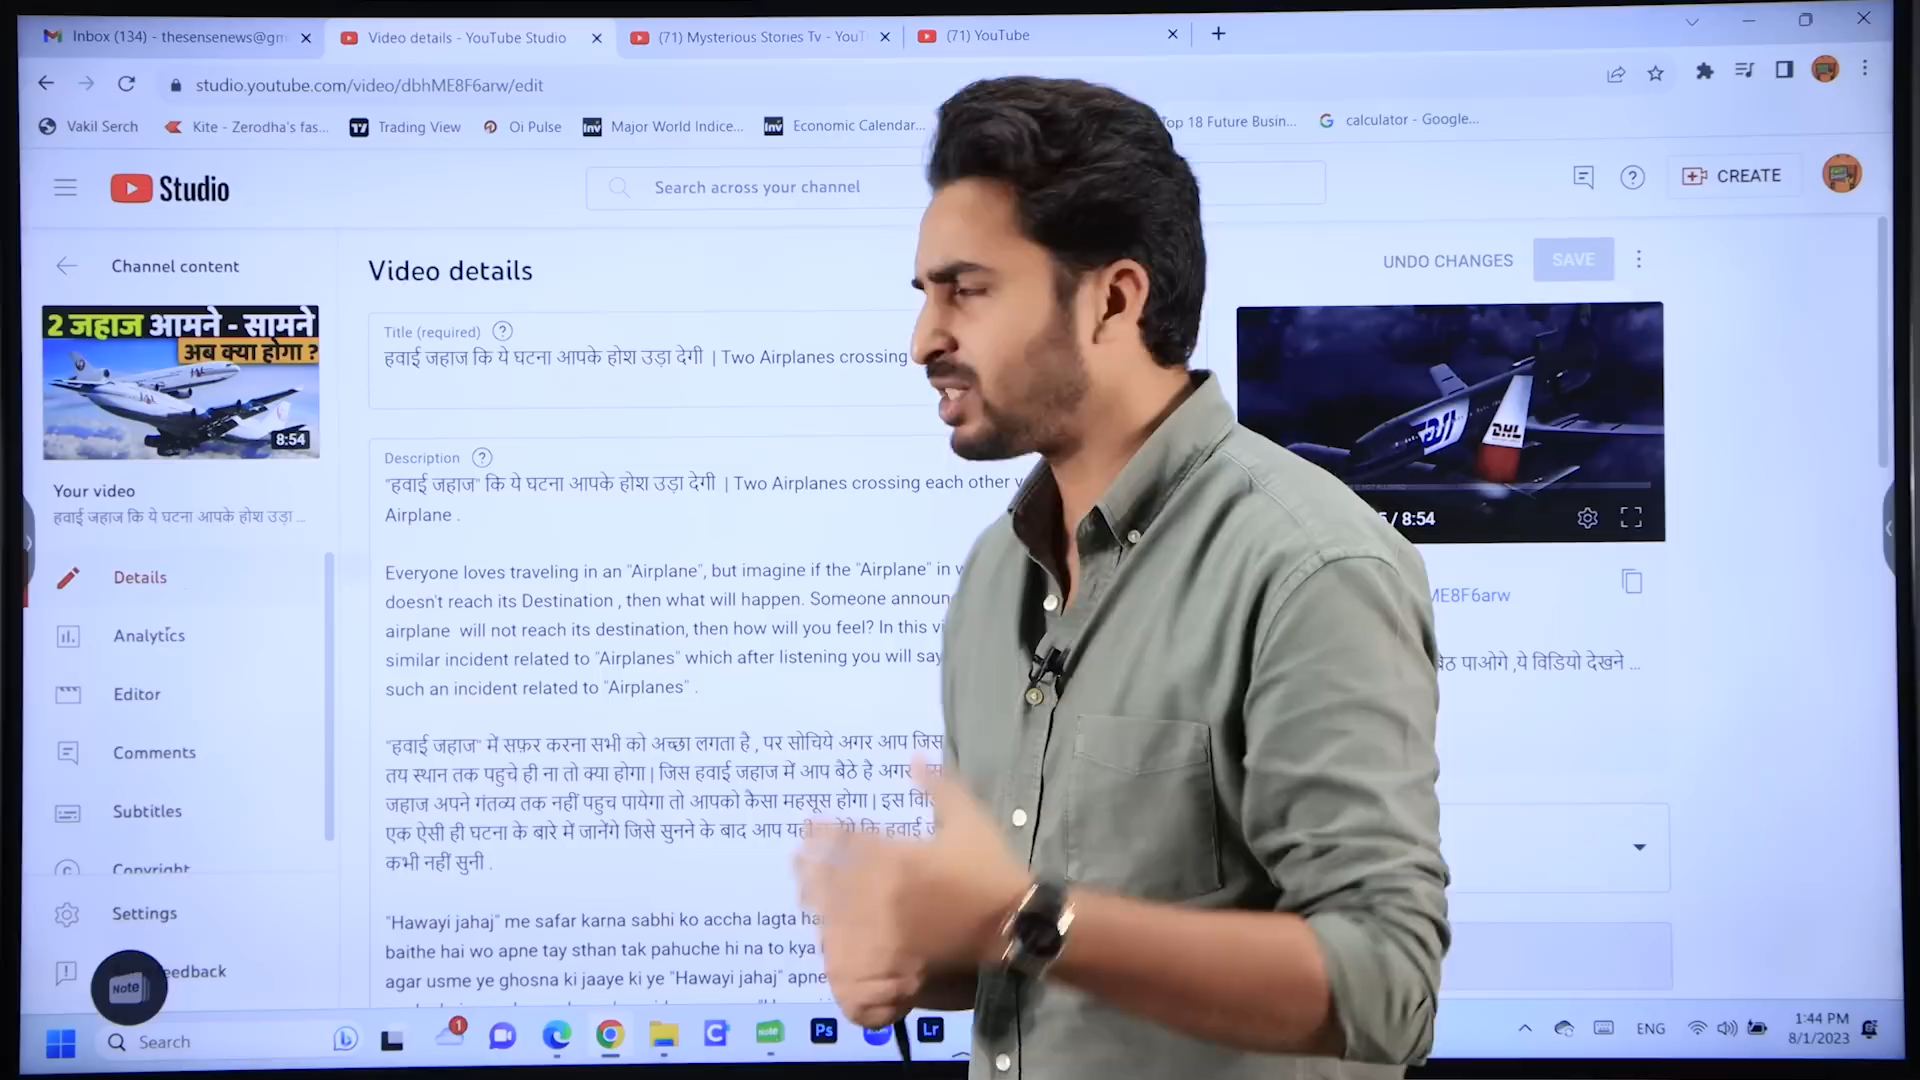 Inbox (134) - thesensenews@gm
Video details - YouTube Studio
(71) Mysterious Stories Tv - YouT
(71) YouTube
studio.youtube.com/video/dbhME8F6arw/edit
Vakil Serch
Kite - Zerodha's fas...
Trading View
Oi Pulse
Major World Indice...
Economic Calendar...
Top 18 Future Busin...
calculator - Google...
Studio
Search across your channel
CREATE
Channel content
Video details
UNDO CHANGES
SAVE
2 जहाज आमने - सामने
अब क्या होगा ?
8:54
Title (required)
हवाई जहाज कि ये घटना आपके होश उड़ा देगी | Two Airplanes crossing
DHL
/ 8:54
Description
"हवाई जहाज" कि ये घटना आपके होश उड़ा देगी | Two Airplanes crossing each other
Airplane .
Your video
हवाई जहाज कि ये घटना आपके होश उड़ा ...
Everyone loves traveling in an "Airplane", but imagine if the "Airplane" in
doesn't reach its Destination , then what will happen. Someone announ
airplane will not reach its destination, then how will you feel? In this vi
similar incident related to "Airplanes" which after listening you will say
such an incident related to "Airplanes" .
ME8F6arw
बैठ पाओगे ,ये विडियो देखने ...
"हवाई जहाज" में सफ़र करना सभी को अच्छा लगता है , पर सोचिये अगर आप जिस
तय स्थान तक पहुचे ही ना तो क्या होगा | जिस हवाई जहाज में आप बैठे है अगर
जहाज अपने गंतव्य तक नहीं पहुच पायेगा तो आपको कैसा महसूस होगा | इस
एक ऐसी ही घटना के बारे में जानेंगे जिसे सुनने के बाद आप यही कहेंगे कि हवाई
कभी नहीं सुनी .
"Hawayi jahaj" me safar karna sabhi ko accha lagta hai
baithe hai wo apne tay sthan tak pahuche hi na to kya
agar usme ye ghosna ki jaaye ki ye "Hawayi jahaj" apne
Details
Analytics
Editor
Comments
Subtitles
Copyright
Settings
feedback
Note
Search
1
Note
Ps
Lr
ENG
1:44 PM
8/1/2023